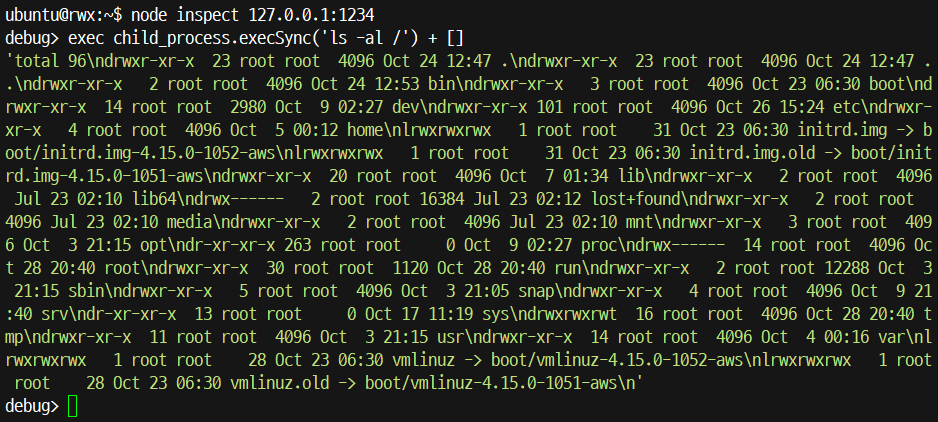 ubuntu@rwx:~$ node inspect 127.0.0.1:1234
debug> exec child_process.execSync('ls -al /') + []
'total 96\ndrwxr-xr-x  23 root root  4096 Oct 24 12:47 .\ndrwxr-xr-x  23 root root  4096 Oct 24 12:47 .
.\ndrwxr-xr-x   2 root root  4096 Oct 24 12:53 bin\ndrwxr-xr-x   3 root root  4096 Oct 23 06:30 boot\nd
rwxr-xr-x  14 root root  2980 Oct  9 02:27 dev\ndrwxr-xr-x 101 root root  4096 Oct 26 15:24 etc\ndrwxr-
xr-x   4 root root  4096 Oct  5 00:12 home\nlrwxrwxrwx   1 root root    31 Oct 23 06:30 initrd.img -> b
oot/initrd.img-4.15.0-1052-aws\nlrwxrwxrwx   1 root root    31 Oct 23 06:30 initrd.img.old -> boot/init
rd.img-4.15.0-1051-aws\ndrwxr-xr-x  20 root root  4096 Oct  7 01:34 lib\ndrwxr-xr-x   2 root root  4096
 Jul 23 02:10 lib64\ndrwx------   2 root root 16384 Jul 23 02:12 lost+found\ndrwxr-xr-x   2 root root 
4096 Jul 23 02:10 media\ndrwxr-xr-x   2 root root  4096 Jul 23 02:10 mnt\ndrwxr-xr-x   3 root root  409
6 Oct  3 21:15 opt\ndr-xr-xr-x 263 root root     0 Oct  9 02:27 proc\ndrwx------  14 root root  4096 Oc
t 28 20:40 root\ndrwxr-xr-x  30 root root  1120 Oct 28 20:40 run\ndrwxr-xr-x   2 root root 12288 Oct  3
 21:15 sbin\ndrwxr-xr-x   5 root root  4096 Oct  3 21:05 snap\ndrwxr-xr-x   4 root root  4096 Oct  9 21
:40 srv\ndr-xr-xr-x  13 root root     0 Oct 17 11:19 sys\ndrwxrwxrwt  16 root root  4096 Oct 28 20:40 t
mp\ndrwxr-xr-x  11 root root  4096 Oct  3 21:15 usr\ndrwxr-xr-x  14 root root  4096 Oct  4 00:16 var\nl
rwxrwxrwx   1 root root    28 Oct 23 06:30 vmlinuz -> boot/vmlinuz-4.15.0-1052-aws\nlrwxrwxrwx   1 root
 root    28 Oct 23 06:30 vmlinuz.old -> boot/vmlinuz-4.15.0-1051-aws\n'
debug>